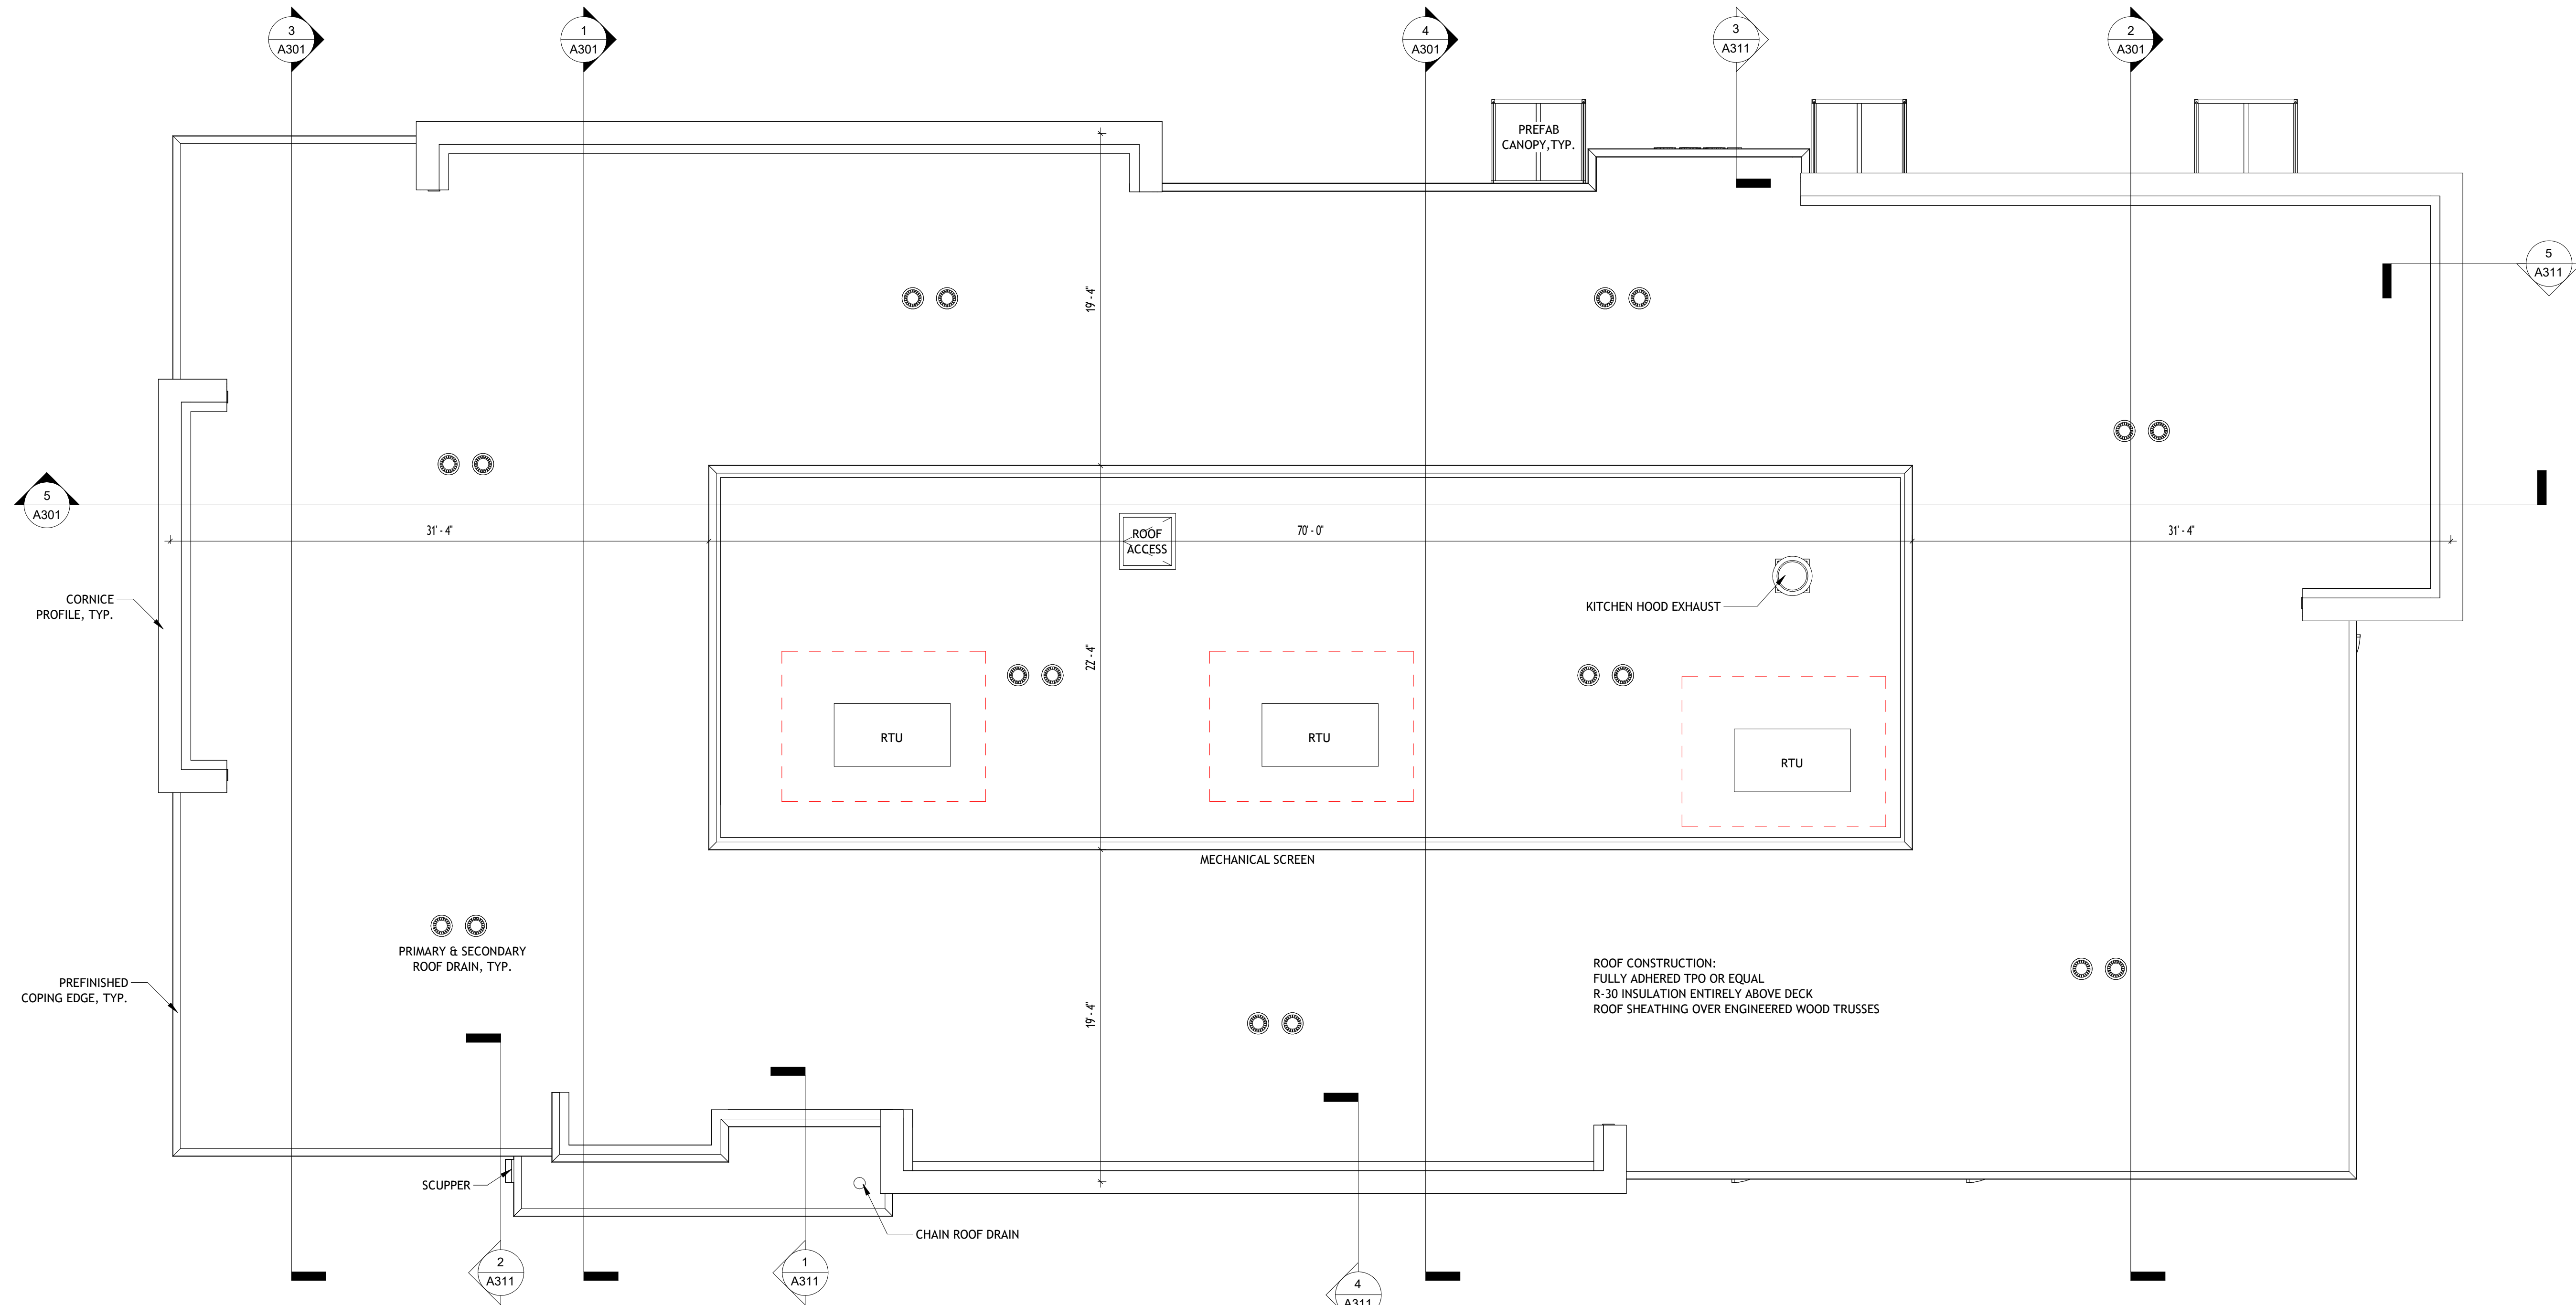 3
A301
1
A301
4
A301
3
A311
2
A301
PREFAB
CANOPY,TYP.
5
A311
19' - 4"
5
A301
31' - 4"
ROOF
ACCESS
70' - 0"
31' - 4"
CORNICE
PROFILE, TYP.
KITCHEN HOOD EXHAUST
22' - 4"
RTU
RTU
RTU
MECHANICAL SCREEN
PRIMARY & SECONDARY
ROOF DRAIN, TYP.
PREFINISHED
COPING EDGE, TYP.
ROOF CONSTRUCTION:
FULLY ADHERED TPO OR EQUAL
R-30 INSULATION ENTIRELY ABOVE DECK
ROOF SHEATHING OVER ENGINEERED WOOD TRUSSES
19' - 4"
SCUPPER
CHAIN ROOF DRAIN
2
A311
1
A311
4
A311